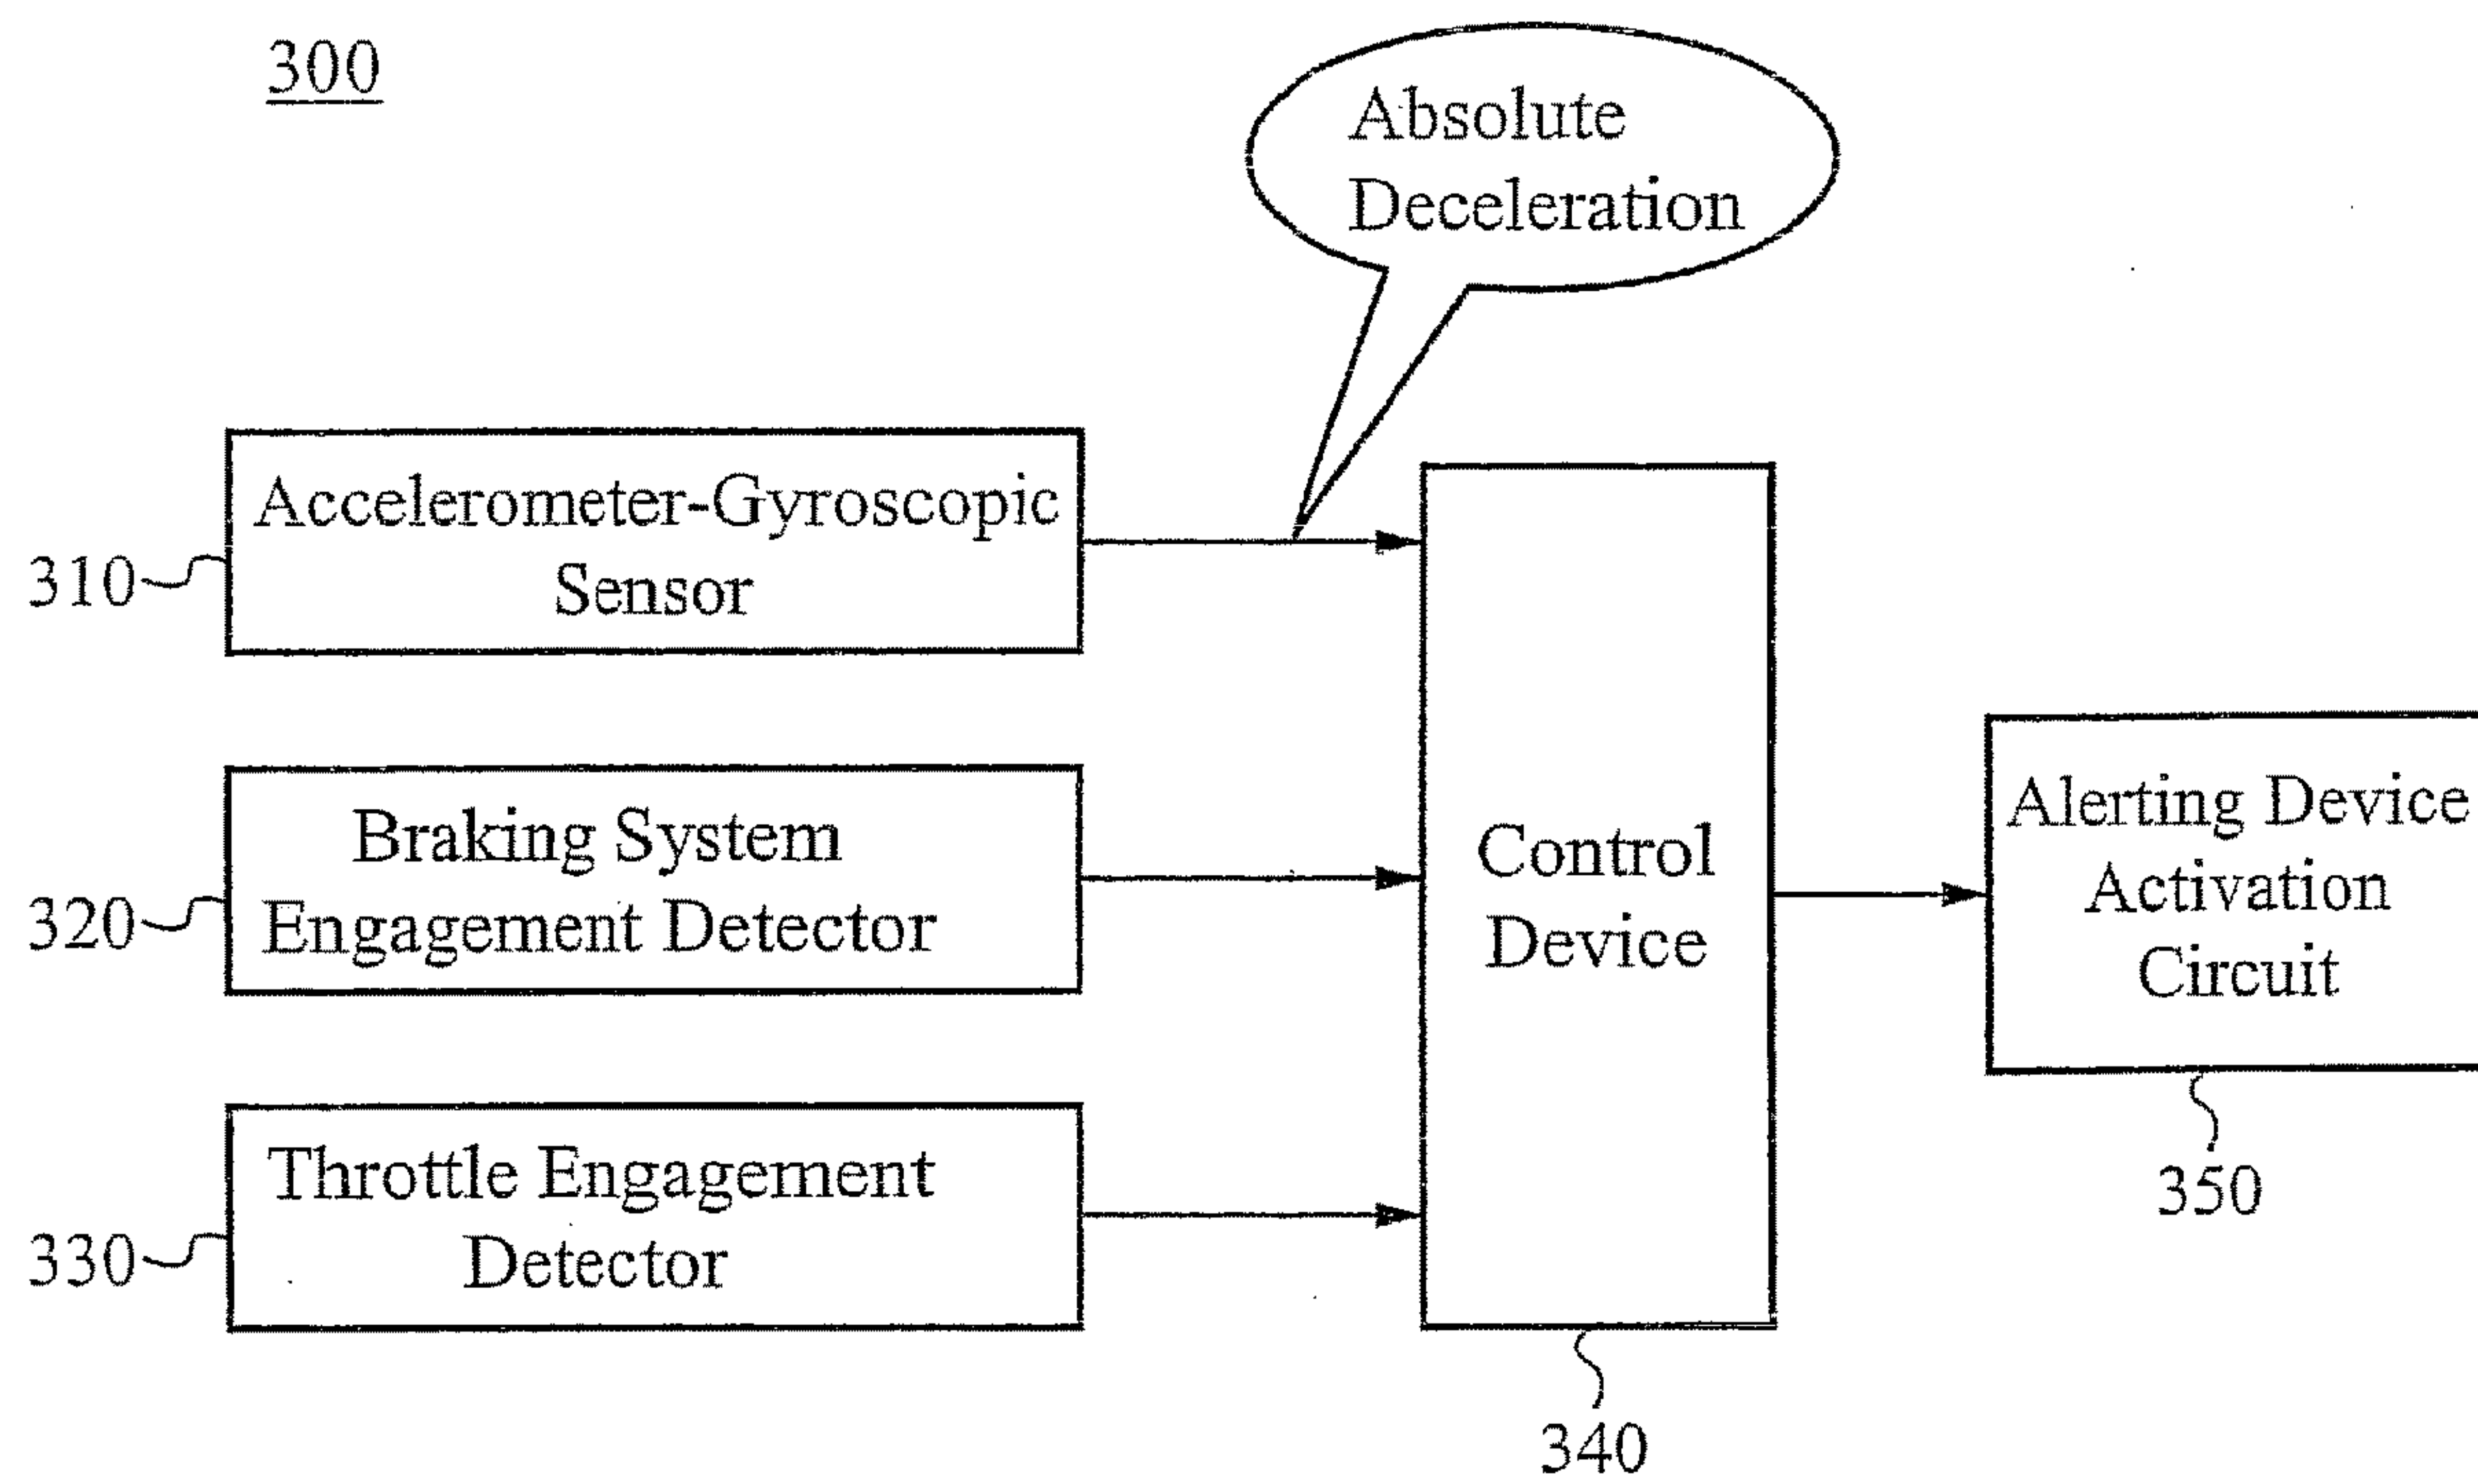 300
Absolute
Deceleration
Accelerometer-Gyroscopic
Sensor
310
Braking System
Engagement Detector
320
Throttle Engagement
Detector
330
Control
Device
340
Alerting Device
Activation
Circuit
350